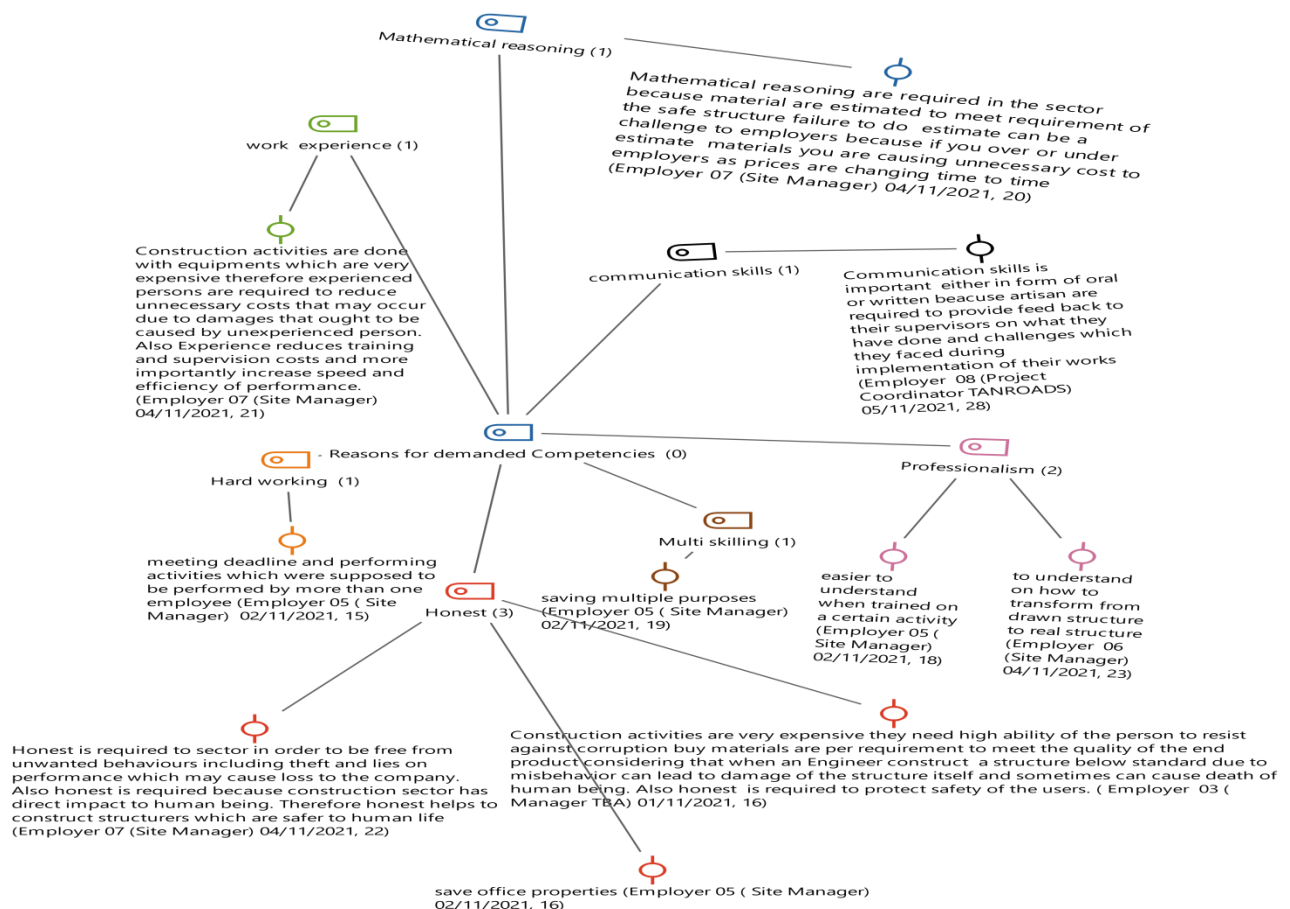 Mathematical reasoning (1)
Mathematical reasoning are required in the sector
because material are estimated to meet requirement of
the safe structure failure to do  estimate can be a
challenge to employers because if you over or under
estimate  materials you are causing unnecessary cost to
employers as prices are changing time to time
(Employer 07 (Site Manager) 04/11/2021, 20)
work  experience (1)
Construction activities are done
with equipments which are very
expensive therefore experienced
persons are required to reduce
unnecessary costs that may occur
due to damages that ought to be
caused by unexperienced person.
Also Experience reduces training
and supervision costs and more
importantly increase speed and
efficiency of performance.
(Employer 07 (Site Manager)
04/11/2021, 21)
communication skills (1)
Communication skills is
important  either in form of oral
or written beacuse artisan are
required to provide feed back to
their supervisors on what they
have done and challenges which
they faced during
implementation of their works
(Employer  08 (Project
Coordinator TANROADS)
05/11/2021, 28)
Reasons for demanded Competencies  (0)
Hard working  (1)
meeting deadline and performing
activities which were supposed to
be performed by more than one
employee (Employer 05 ( Site
Manager)  02/11/2021, 15)
Professionalism (2)
easier to
understand
when trained on
a certain activity
(Employer 05 (
Site Manager)
02/11/2021, 18)
to understand
on how to
transform from
drawn structure
to real structure
(Employer  06
(Site Manager)
04/11/2021, 23)
Multi skilling (1)
saving multiple purposes
(Employer 05 ( Site Manager)
02/11/2021, 19)
Honest (3)
Honest is required to sector in order to be free from
unwanted behaviours including theft and lies on
performance which may cause loss to the company.
Also honest is required because construction sector has
direct impact to human being. Therefore honest helps to
construct structurers which are safer to human life
(Employer 07 (Site Manager) 04/11/2021, 22)
Construction activities are very expensive they need high ability of the person to resist
against corruption buy materials are per requirement to meet the quality of the end
product considering that when an Engineer construct  a structure below standard due to
misbehavior can lead to damage of the structure itself and sometimes can cause death of
human being. Also honest  is required to protect safety of the users. ( Employer  03 (
Manager TBA) 01/11/2021, 16)
save office properties (Employer 05 ( Site Manager)
02/11/2021, 16)